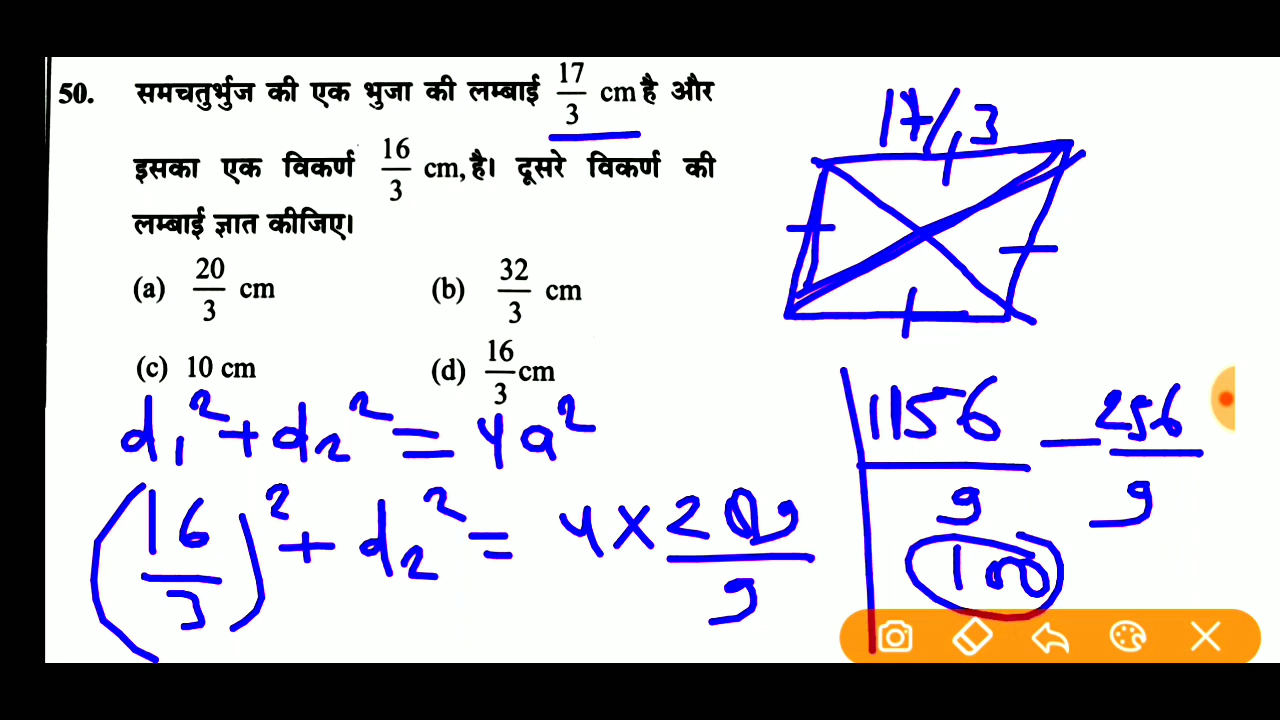 50. समचतुर्भुज की एक भुजा की लम्बाई 17/3 cm है और
इसका एक विकर्ण 16/3 cm, है। दूसरे विकर्ण की
लम्बाई ज्ञात कीजिए।
(a) 20/3 cm (b) 32/3 cm
(c) 10 cm (d) 16/3 cm
17/3
d₁² + d₂² = 4a²
(16/3)² + d₂² = 4 × 289/9
1156/9 − 256/9
100